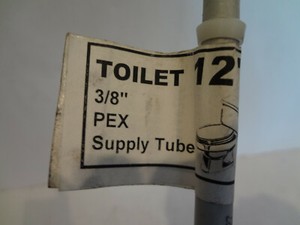 TOILET 12"
3/8"
PEX
Supply Tube